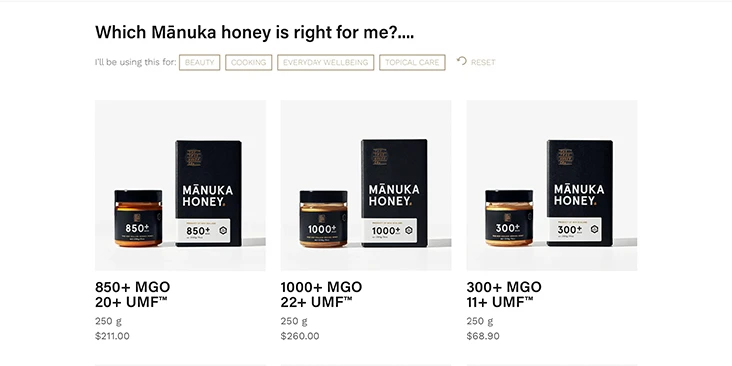 Which Mānuka honey is right for me?....
I'll be using this for: BEAUTY COOKING EVERYDAY WELLBEING TOPICAL CARE RESET
MĀNUKA
HONEY.
850+
850+
MĀNUKA
HONEY.
1000+
1000+
MĀNUKA
HONEY.
300+
300+
850+ MGO
20+ UMF™
250 g
$211.00
1000+ MGO
22+ UMF™
250 g
$260.00
300+ MGO
11+ UMF™
250 g
$68.90